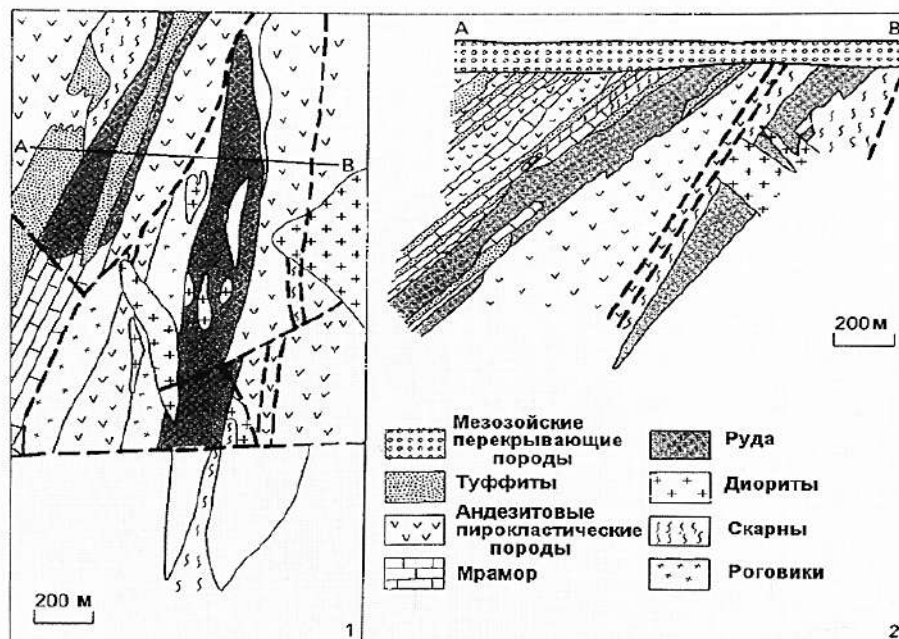 A
B
A
B
200 м
200 м
1
2
Мезозойские
перекрывающие
породы
Туффиты
Андезитовые
пирокластические
породы
Мрамор
Руда
Диориты
Скарны
Роговики